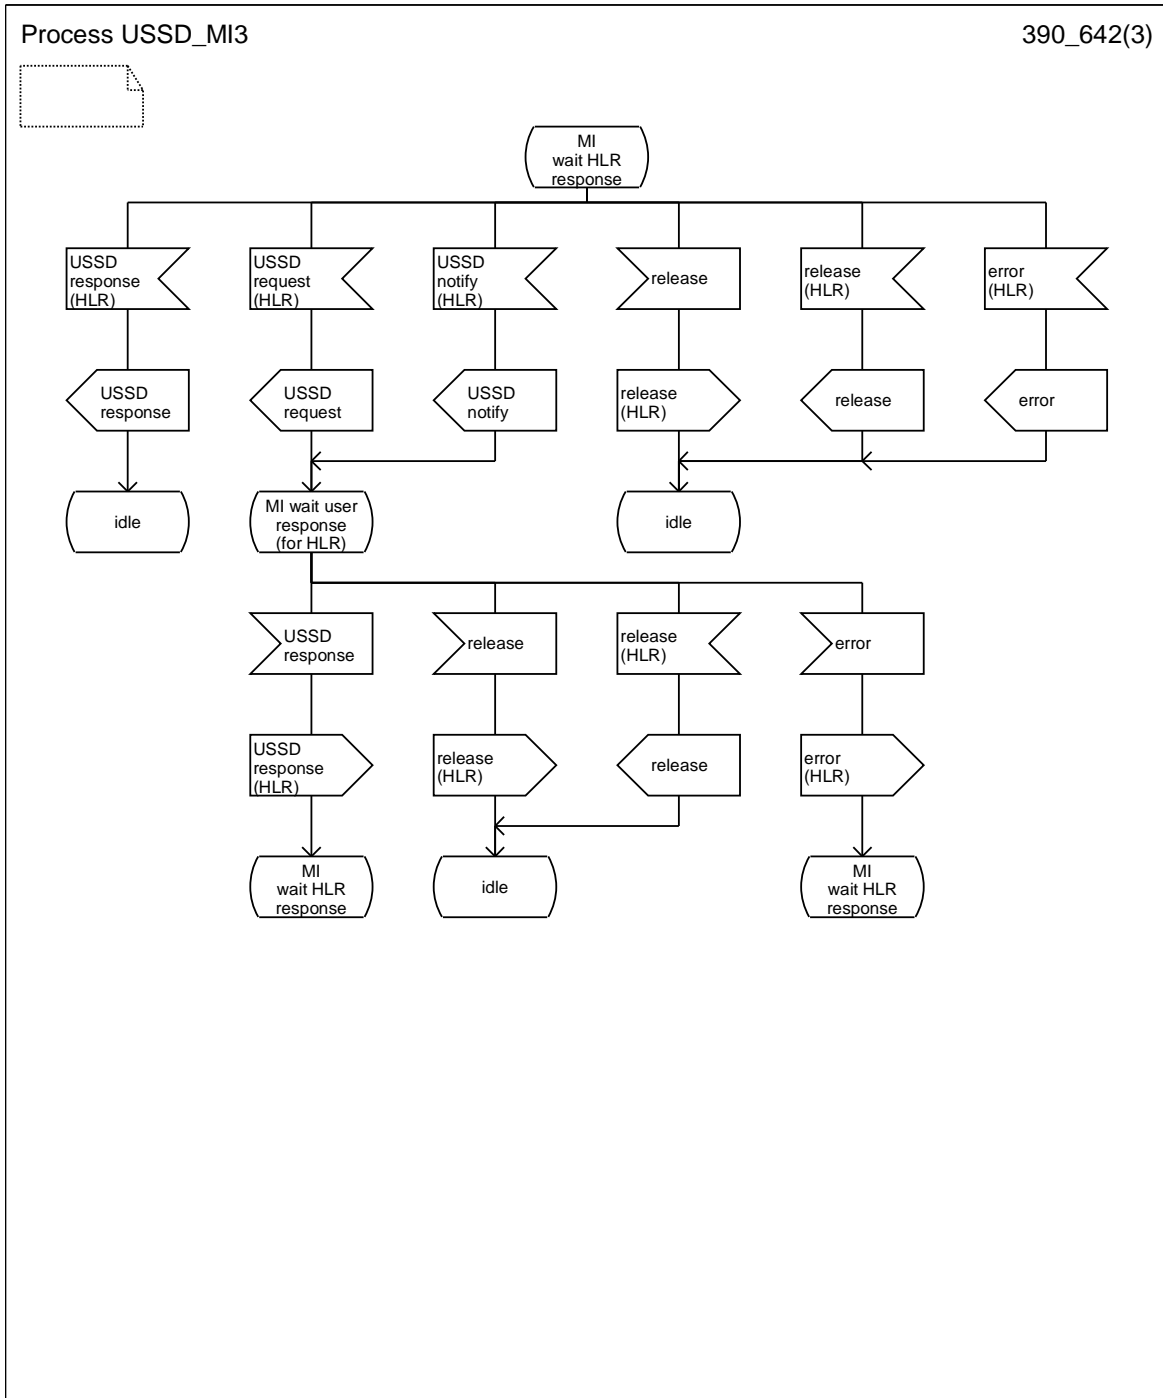 Process USSD_MI3
390_642(3)
MI
wait HLR
response
USSD
response
(HLR)
USSD
request
(HLR)
USSD
notify
(HLR)
release
release
(HLR)
error
(HLR)
USSD
response
USSD
request
USSD
notify
release
(HLR)
release
error
idle
MI wait user
response
(for HLR)
idle
USSD
response
release
release
(HLR)
error
USSD
response
(HLR)
release
(HLR)
release
error
(HLR)
MI
wait HLR
response
idle
MI
wait HLR
response